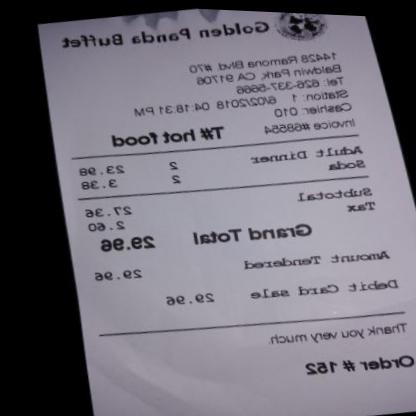 Golden Panda Buffet
14428 Ramona Blvd. #70
Baldwin Park, CA 91706
Tel: 626-337-5666
Station: 1 6/02/2018 04:18:31 PM
Cashier: 010
Invoice #68554
T# hot food
Adult Dinner 2 23.98
Soda 2 3.38
Subtotal 27.36
Tax 2.60
Grand Total 29.96
Amount Tendered 29.96
Debit Card sale 29.96
Thank you very much.
Order # 152